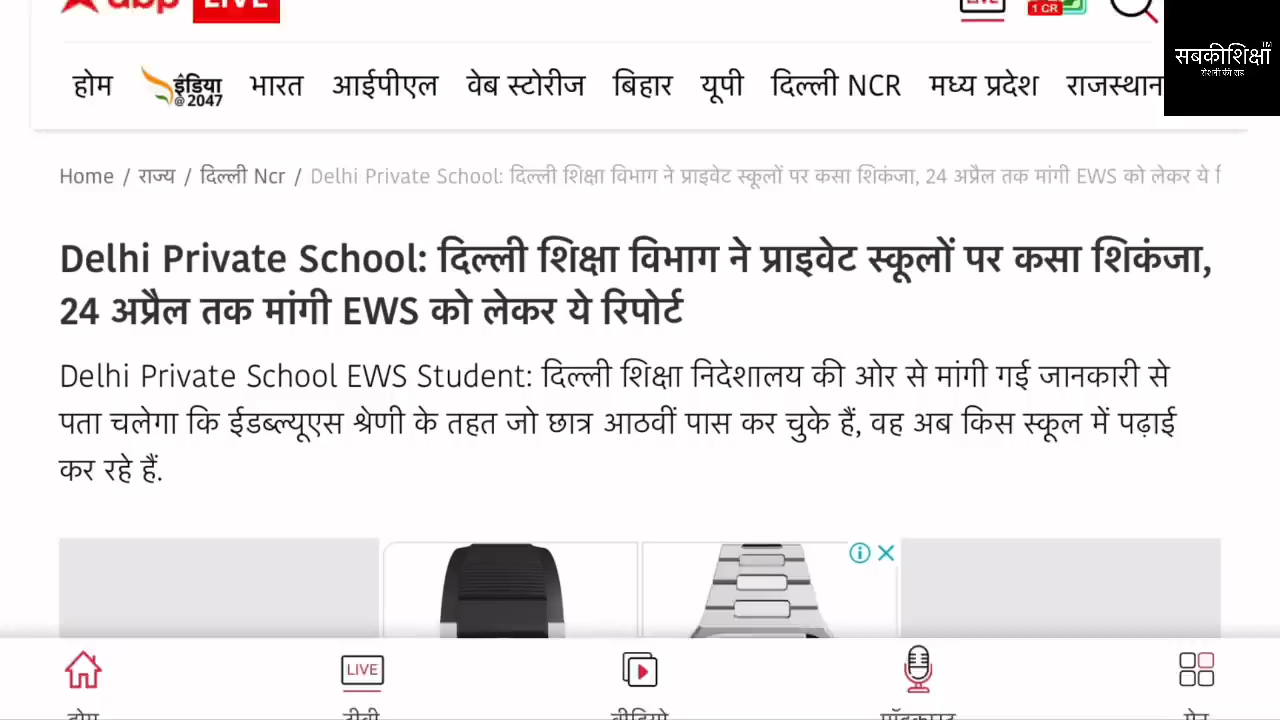 abp LIVE
LIVE
1 CR
सबकीशिक्षा
TM
होम इंडिया @ 2047 भारत आईपीएल वेब स्टोरीज बिहार यूपी दिल्ली NCR मध्य प्रदेश राजस्थान
Home / राज्य / दिल्ली Ncr / Delhi Private School: दिल्ली शिक्षा विभाग ने प्राइवेट स्कूलों पर कसा शिकंजा, 24 अप्रैल तक मांगी EWS को लेकर ये
Delhi Private School: दिल्ली शिक्षा विभाग ने प्राइवेट स्कूलों पर कसा शिकंजा,
24 अप्रैल तक मांगी EWS को लेकर ये रिपोर्ट
Delhi Private School EWS Student: दिल्ली शिक्षा निदेशालय की ओर से मांगी गई जानकारी से
पता चलेगा कि ईडब्ल्यूएस श्रेणी के तहत जो छात्र आठवीं पास कर चुके हैं, वह अब किस स्कूल में पढ़ाई
कर रहे हैं.
LIVE
होम टीवी वीडियो पॉडकास्ट मेन